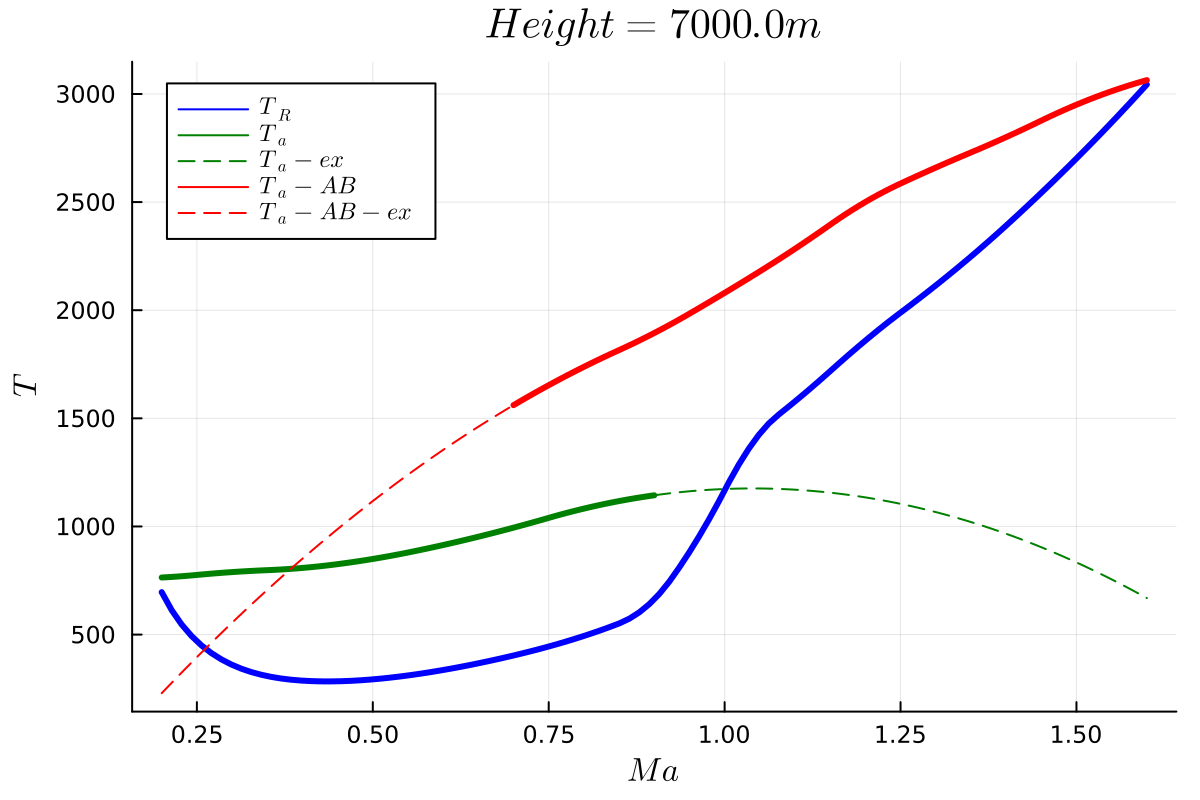 Height = 7000.0m
3000
2500
2000
1500
1000
500
T
T_R
T_a
T_a - ex
T_a - AB
T_a - AB - ex
0.25 0.50 0.75 1.00 1.25 1.50
Ma